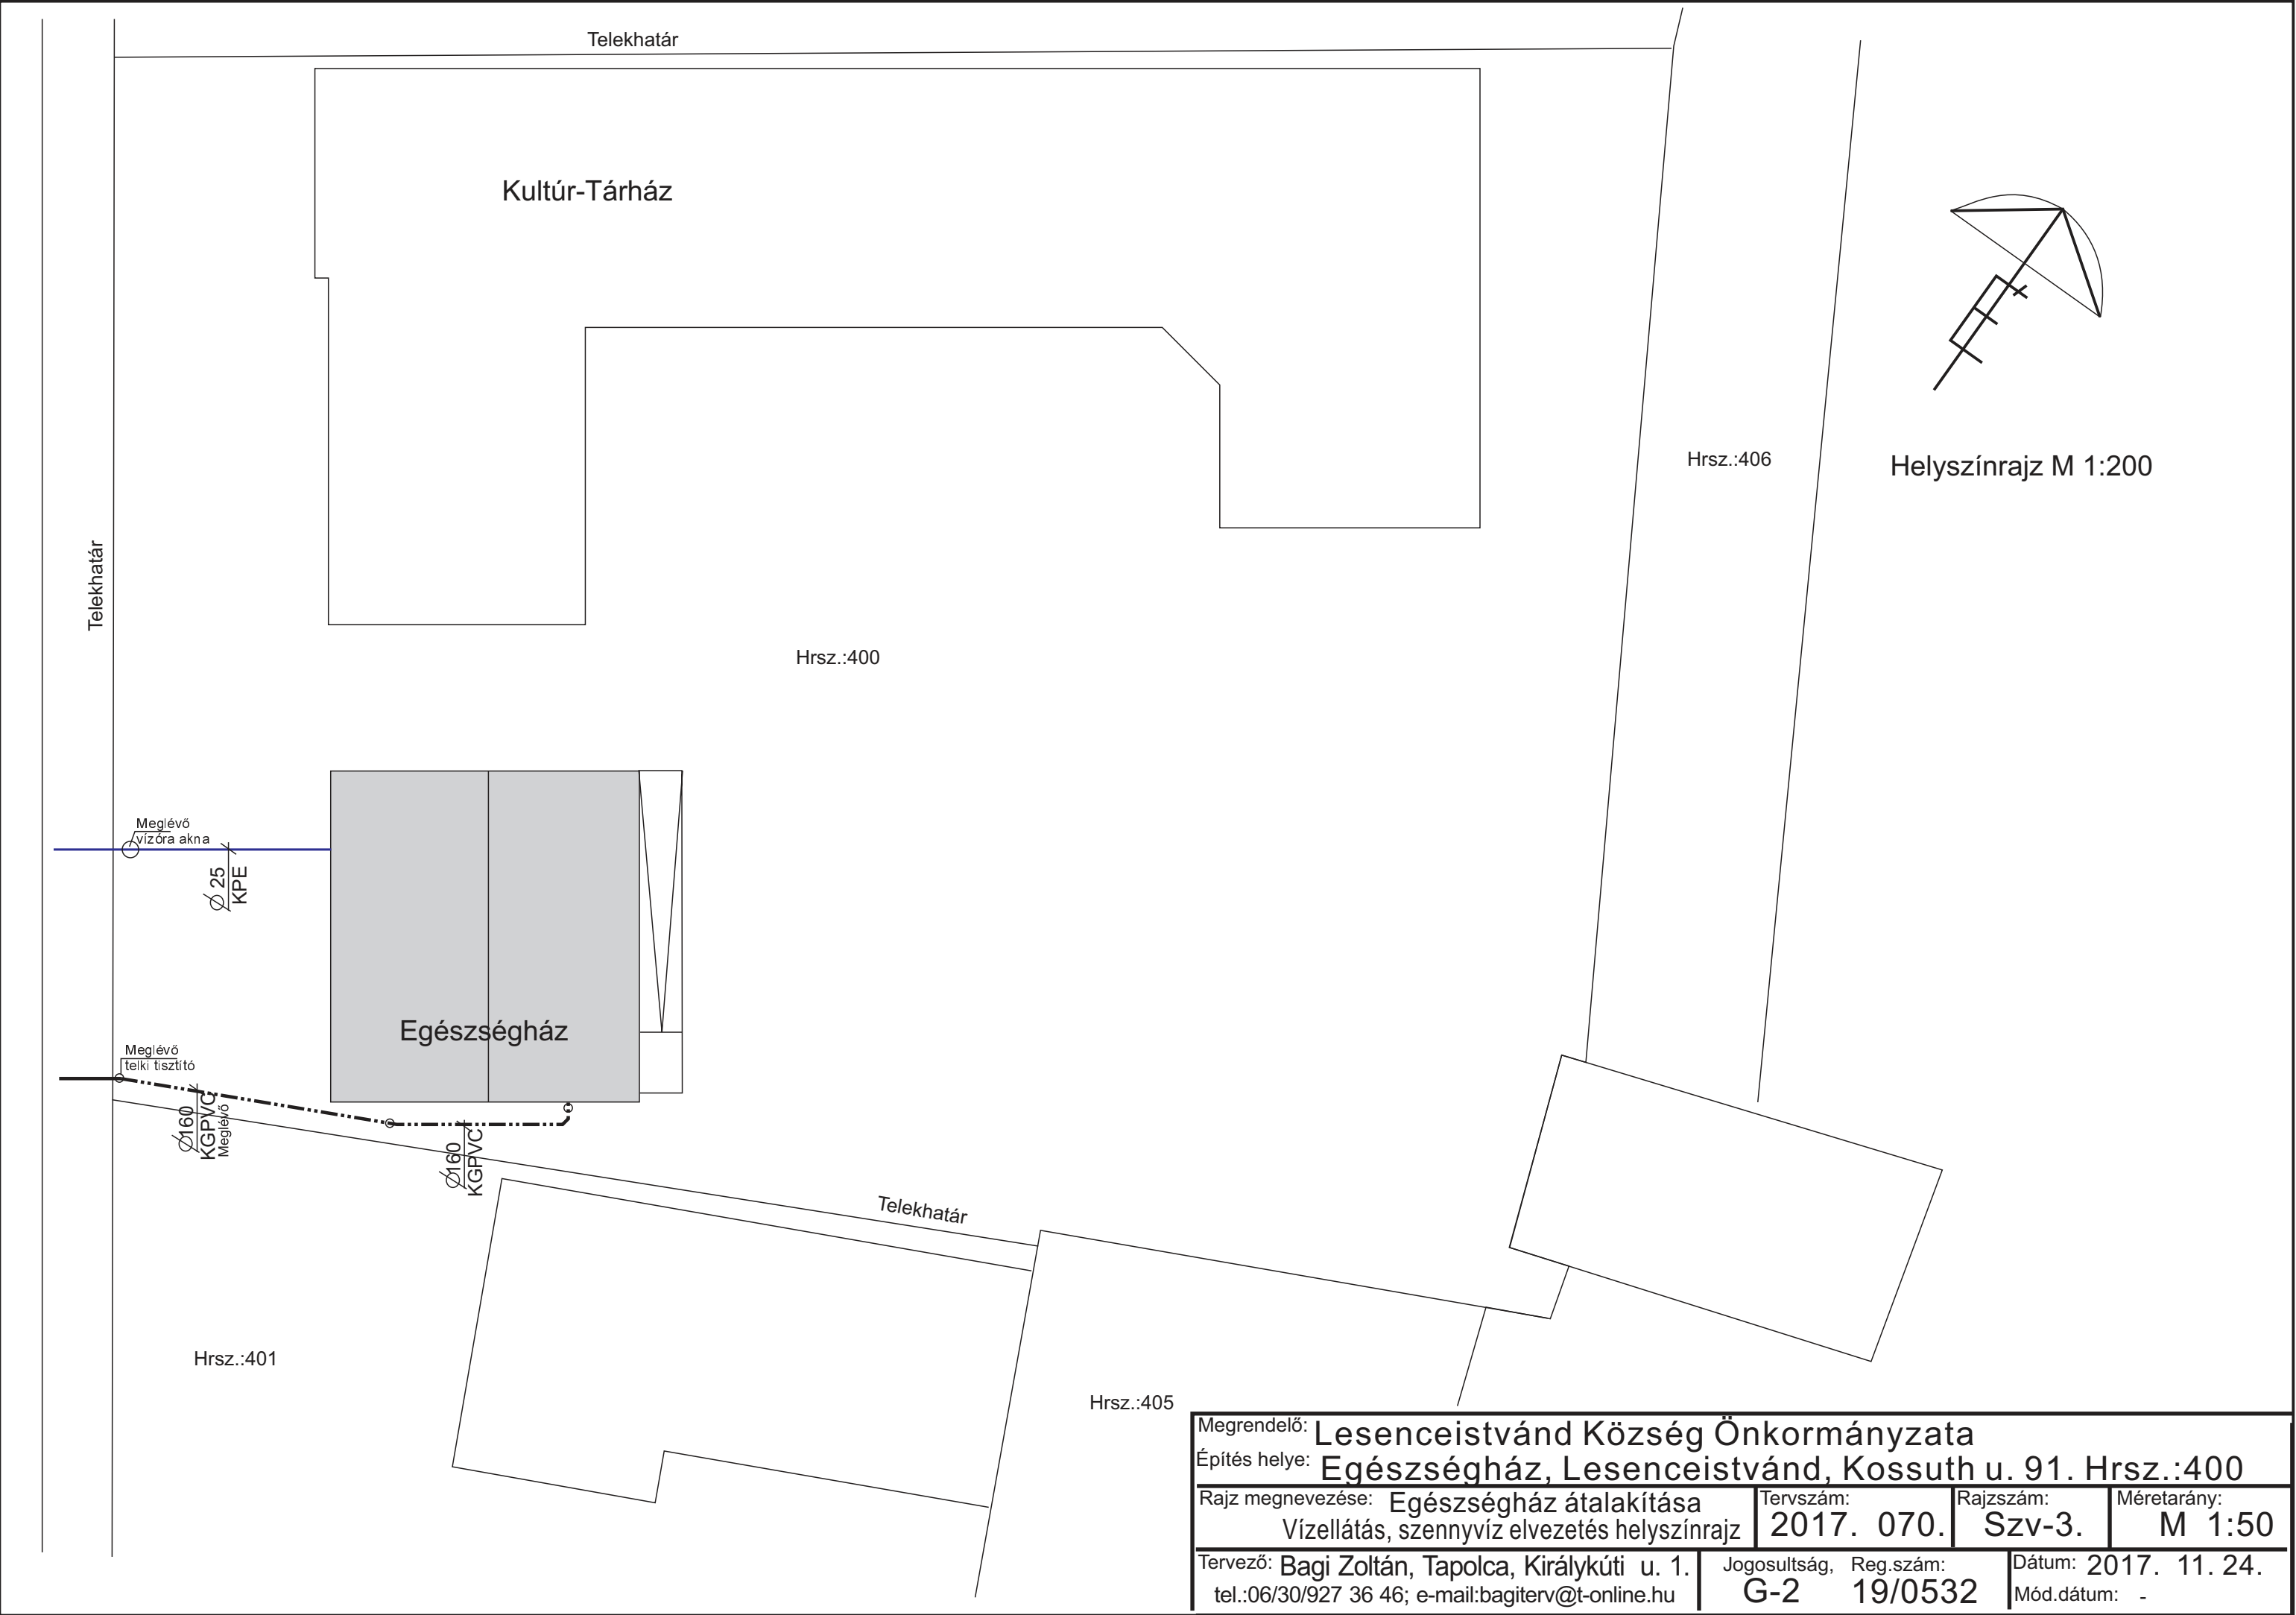 Telekhatár
Kultúr-Tárház
Hrsz.:406
Helyszínrajz M 1:200
Telekhatár
Hrsz.:400
Meglévő
vízóra akna
Ø 25
KPE
Egészségház
Meglévő
telki tisztító
Ø160
KGPVC
Meglévő
Ø160
KGPVC
Telekhatár
Hrsz.:401
Hrsz.:405
Megrendelő: Lesenceistvánd Község Önkormányzata
Építés helye: Egészségház, Lesenceistvánd, Kossuth u. 91. Hrsz.:400
Rajz megnevezése: Egészségház átalakítása
Vízellátás, szennyvíz elvezetés helyszínrajz
Tervszám:
2017. 070.
Rajzszám:
Szv-3.
Méretarány:
M 1:50
Tervező: Bagi Zoltán, Tapolca, Királykúti u. 1.
tel.:06/30/927 36 46; e-mail:bagiterv@t-online.hu
Jogosultság, Reg.szám:
G-2 19/0532
Dátum: 2017. 11. 24.
Mód.dátum: -